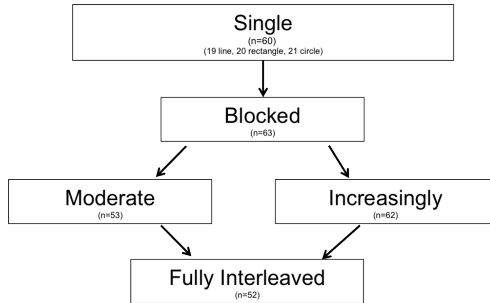 Single
(n=60)
(19 line, 20 rectangle, 21 circle)
Blocked
(n=63)
Moderate
(n=53)
Increasingly
(n=62)
Fully Interleaved
(n=52)